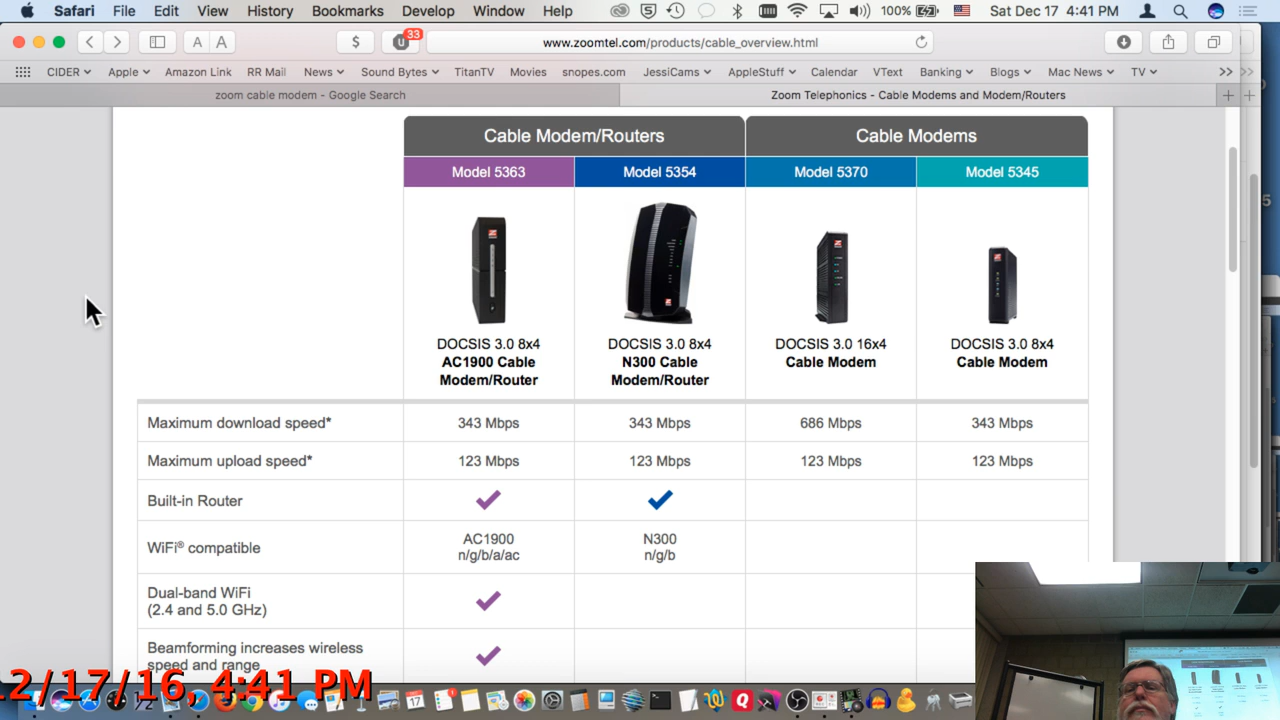 Safari File Edit View History Bookmarks Develop Window Help 100% Sat Dec 17 4:41 PM
A A $ 33 www.zoomtel.com/products/cable_overview.html
CIDER Apple Amazon Link RR Mail News Sound Bytes TitanTV Movies snopes.com JessiCams AppleStuff Calendar VText Banking Blogs Mac News TV >> >>
zoom cable modem - Google Search Zoom Telephonics - Cable Modems and Modem/Routers + +
Cable Modem/Routers Cable Modems
Model 5363 Model 5354 Model 5370 Model 5345
DOCSIS 3.0 8x4 DOCSIS 3.0 8x4 DOCSIS 3.0 16x4 DOCSIS 3.0 8x4
AC1900 Cable N300 Cable Cable Modem Cable Modem
Modem/Router Modem/Router
Maximum download speed* 343 Mbps 343 Mbps 686 Mbps 343 Mbps
Maximum upload speed* 123 Mbps 123 Mbps 123 Mbps 123 Mbps
Built-in Router
WiFi® compatible AC1900 N300
n/g/b/a/ac n/g/b
Dual-band WiFi
(2.4 and 5.0 GHz)
Beamforming increases wireless
speed and range
12/17/16, 4:41 PM